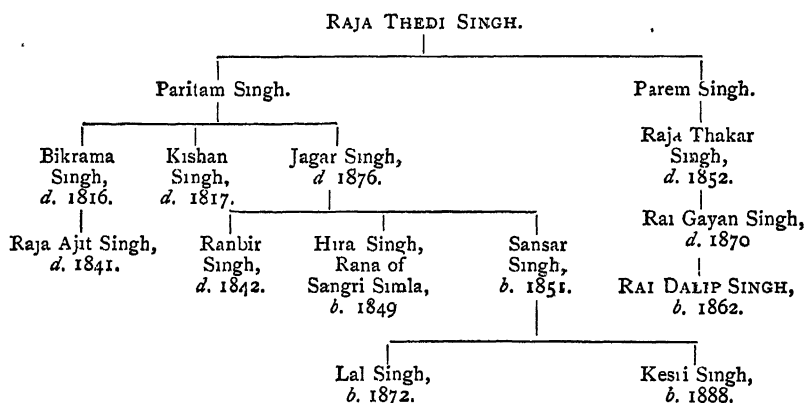 RAJA THEDI SINGH.
Paritam Singh.
Parem Singh.
Bikrama
Singh,
d. 1816.
Kishan
Singh,
d. 1817.
Jagar Singh,
d 1876.
Raja Thakar
Singh,
d. 1852.
Raja Ajit Singh,
d. 1841.
Ranbir
Singh,
d. 1842.
Hira Singh,
Rana of
Sangri Simla,
b. 1849
Sansar
Singh,
b. 1851.
Rai Gayan Singh,
d. 1870
RAI DALIP SINGH,
b. 1862.
Lal Singh,
b. 1872.
Singh,
b. 1888.